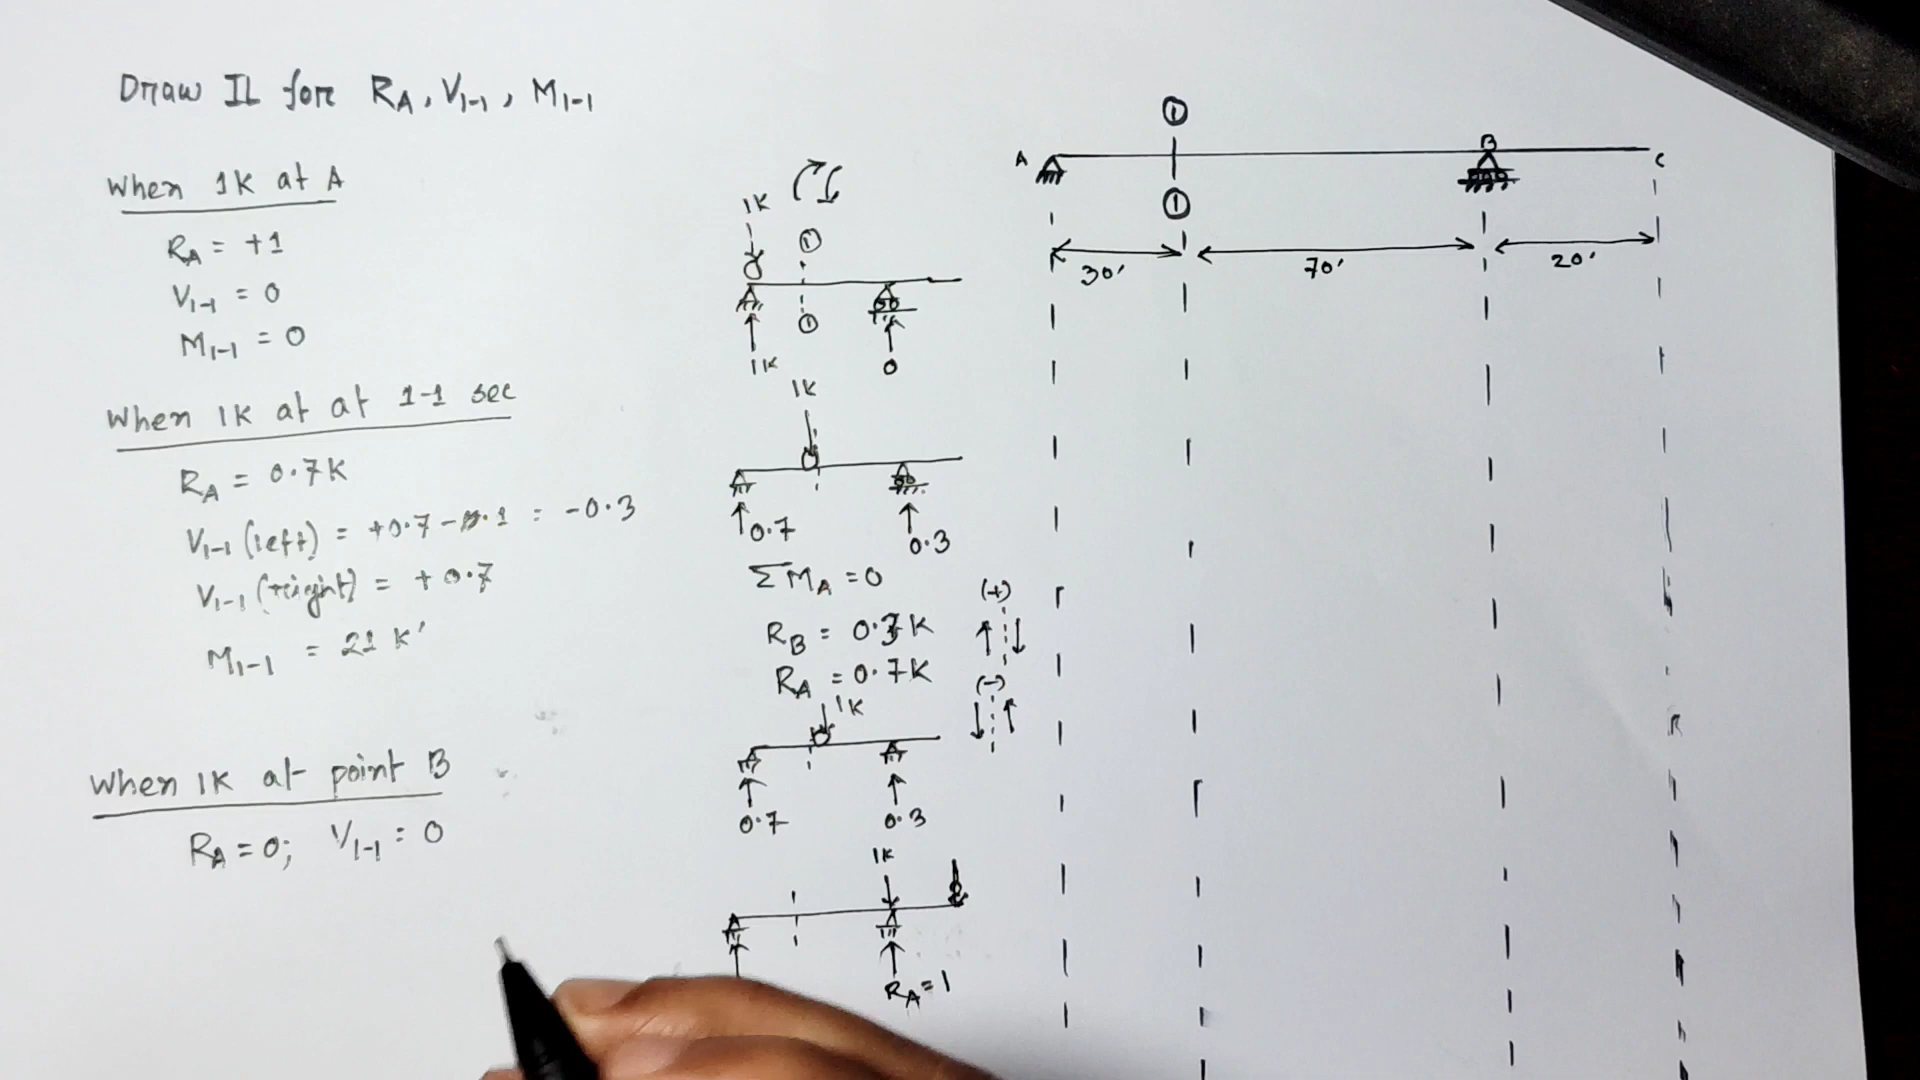 Draw IL for RA, V1-1, M1-1
When 1K at A
RA = +1
V1-1 = 0
M1-1 = 0
When 1K at at 1-1 sec
RA = 0.7K
V1-1 (left) = +0.7 - 0.1 = -0.3
V1-1 (right) = +0.7
M1-1 = 21 K'
When 1K at point B
RA = 0; V1-1 = 0
1K
1
1
1K
0
1K
0.7
0.3
ΣMA = 0
RB = 0.3K
RA = 0.7K
(+)
(-)
1K
0.7
0.3
1K
RA = 1
1
A
B
C
1
30'
70'
20'